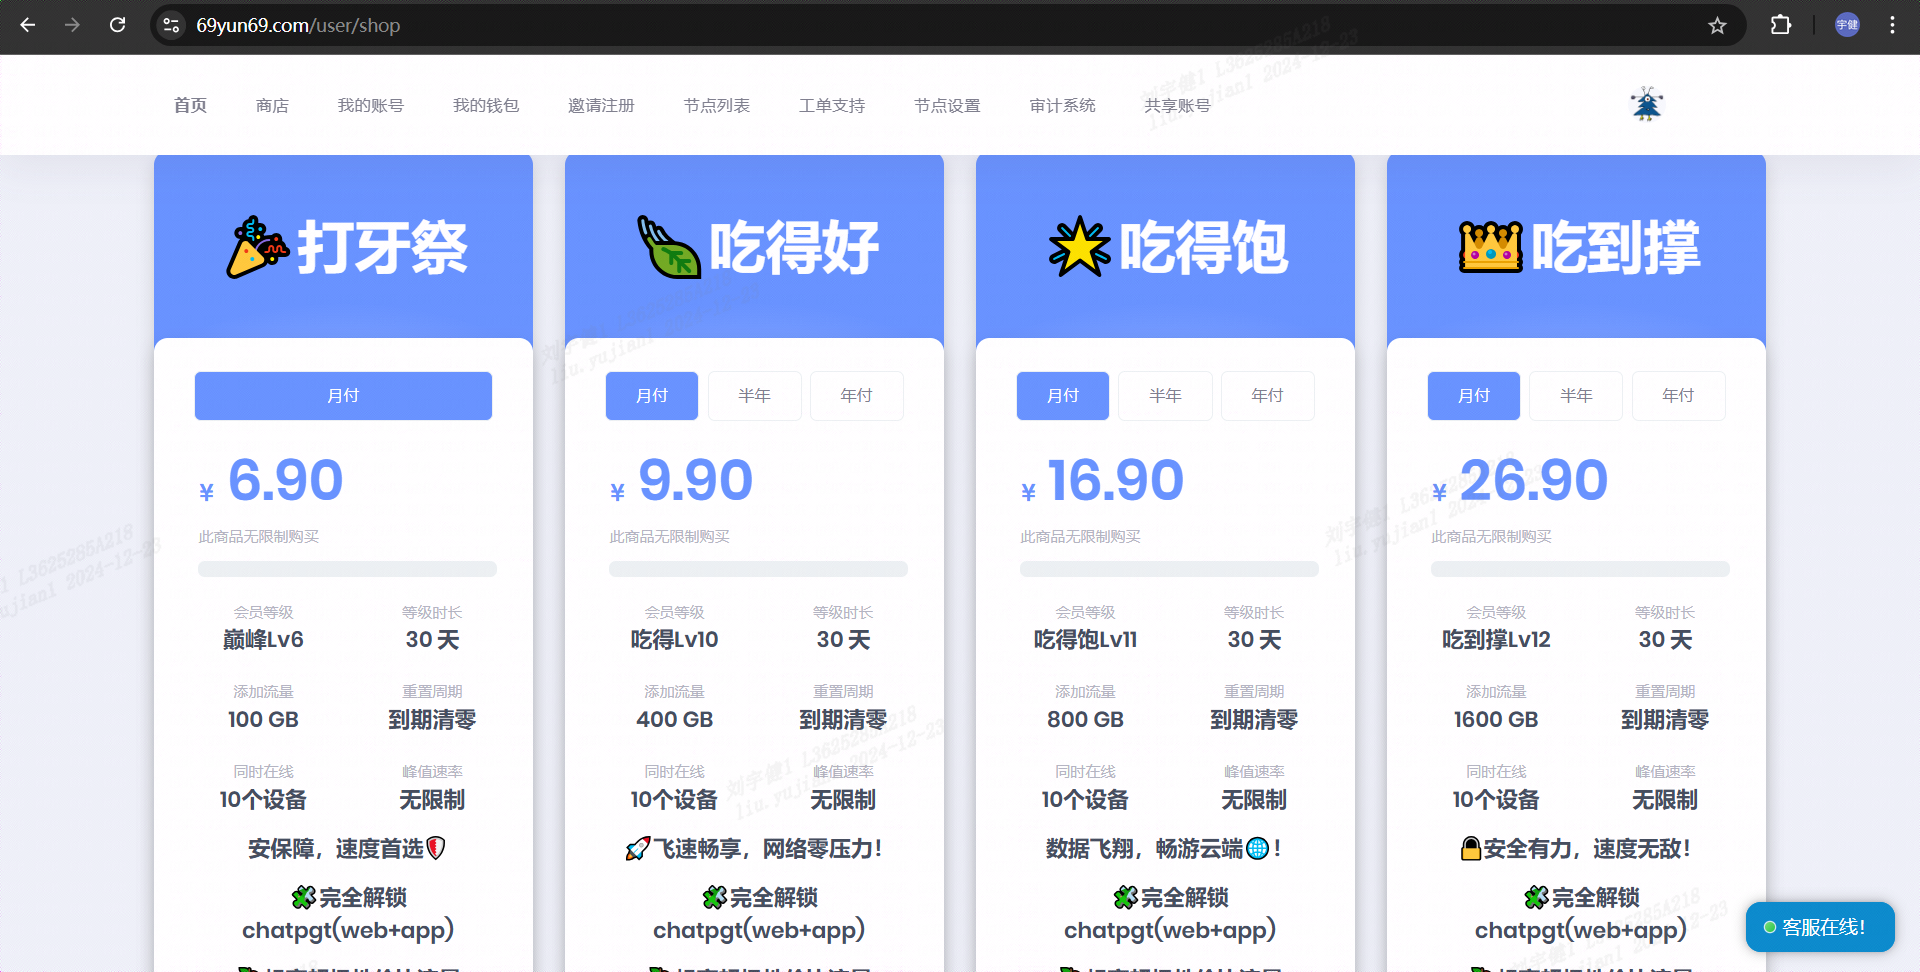 69yun69.com/user/shop
宇健
首页 商店 我的账号 我的钱包 邀请注册 节点列表 工单支持 节点设置 审计系统 共享账号
打牙祭
月付
¥ 6.90
此商品无限制购买
会员等级 等级时长
巅峰Lv6 30 天
添加流量 重置周期
100 GB 到期清零
同时在线 峰值速率
10个设备 无限制
安保障，速度首选
完全解锁
chatpgt(web+app)
吃得好
月付 半年 年付
¥ 9.90
此商品无限制购买
会员等级 等级时长
吃得Lv10 30 天
添加流量 重置周期
400 GB 到期清零
同时在线 峰值速率
10个设备 无限制
飞速畅享，网络零压力！
完全解锁
chatpgt(web+app)
吃得饱
月付 半年 年付
¥ 16.90
此商品无限制购买
会员等级 等级时长
吃得饱Lv11 30 天
添加流量 重置周期
800 GB 到期清零
同时在线 峰值速率
10个设备 无限制
数据飞翔，畅游云端！
完全解锁
chatpgt(web+app)
吃到撑
月付 半年 年付
¥ 26.90
此商品无限制购买
会员等级 等级时长
吃到撑Lv12 30 天
添加流量 重置周期
1600 GB 到期清零
同时在线 峰值速率
10个设备 无限制
安全有力，速度无敌！
完全解锁
chatpgt(web+app)
客服在线！
刘宇健1 L3625285A218
liu.yujian1 2024-12-23